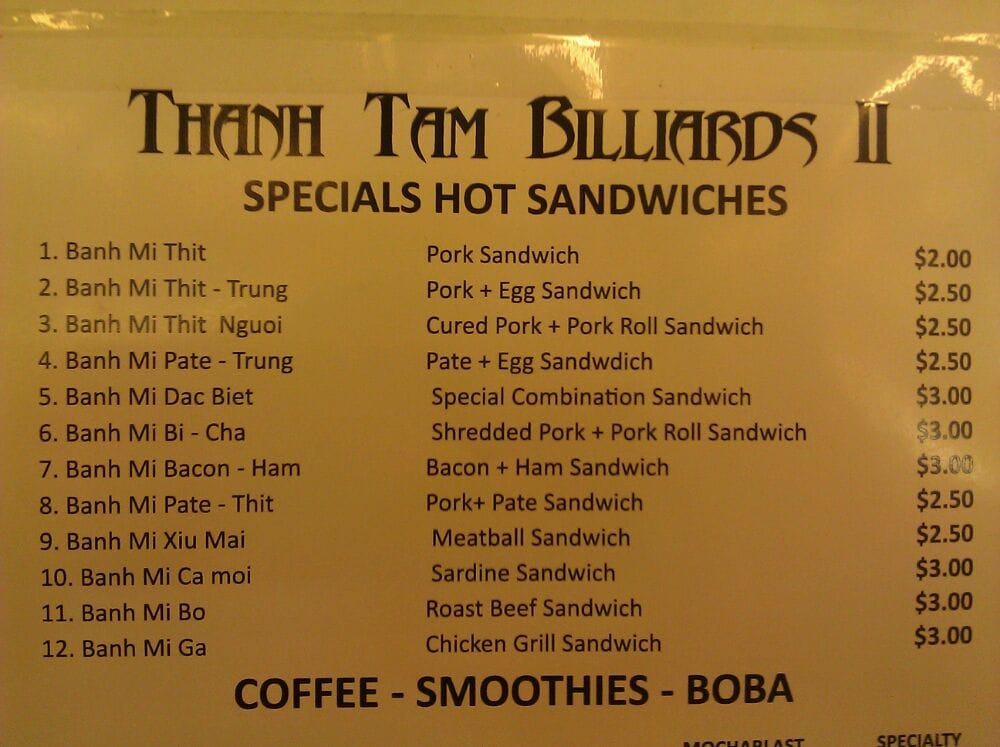 THANH TAM BILLIARDS II
SPECIALS HOT SANDWICHES
1. Banh Mi Thit Pork Sandwich $2.00
2. Banh Mi Thit - Trung Pork + Egg Sandwich $2.50
3. Banh Mi Thit Nguoi Cured Pork + Pork Roll Sandwich $2.50
4. Banh Mi Pate - Trung Pate + Egg Sandwdich $2.50
5. Banh Mi Dac Biet Special Combination Sandwich $3.00
6. Banh Mi Bi - Cha Shredded Pork + Pork Roll Sandwich $3.00
7. Banh Mi Bacon - Ham Bacon + Ham Sandwich $3.00
8. Banh Mi Pate - Thit Pork+ Pate Sandwich $2.50
9. Banh Mi Xiu Mai Meatball Sandwich $2.50
10. Banh Mi Ca moi Sardine Sandwich $3.00
11. Banh Mi Bo Roast Beef Sandwich $3.00
12. Banh Mi Ga Chicken Grill Sandwich $3.00
COFFEE - SMOOTHIES - BOBA
MOCHABLAST SPECIALTY